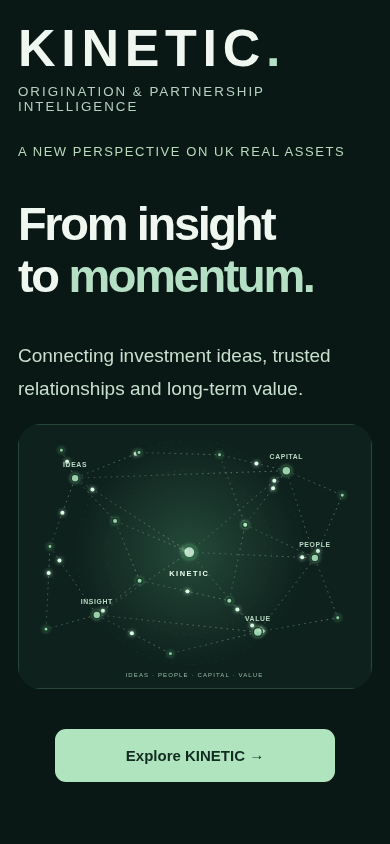 KINETIC.
ORIGINATION & PARTNERSHIP
INTELLIGENCE
A NEW PERSPECTIVE ON UK REAL ASSETS
From insight
to momentum.
Connecting investment ideas, trusted
relationships and long-term value.
CAPITAL
IDEAS
PEOPLE
KINETIC
INSIGHT
VALUE
IDEAS · PEOPLE · CAPITAL · VALUE
Explore KINETIC →